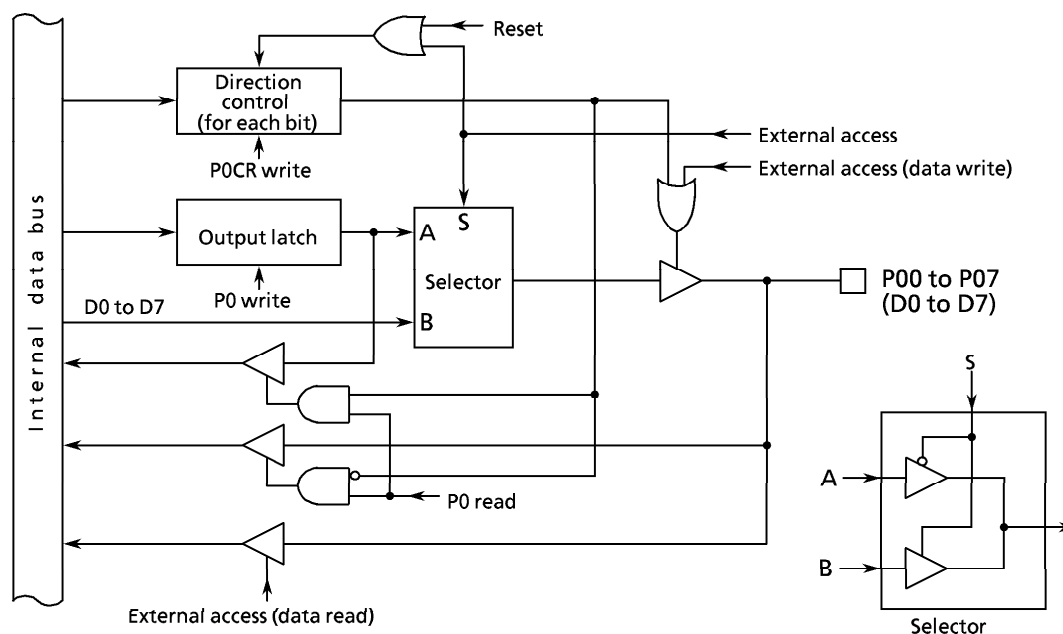 Reset
Direction
control
(for each bit)
External access
P0CR write
External access (data write)
Internal data bus
Output latch
A
S
Selector
P0 write
D0 to D7
B
P00 to P07
(D0 to D7)
S
A
P0 read
B
External access (data read)
Selector